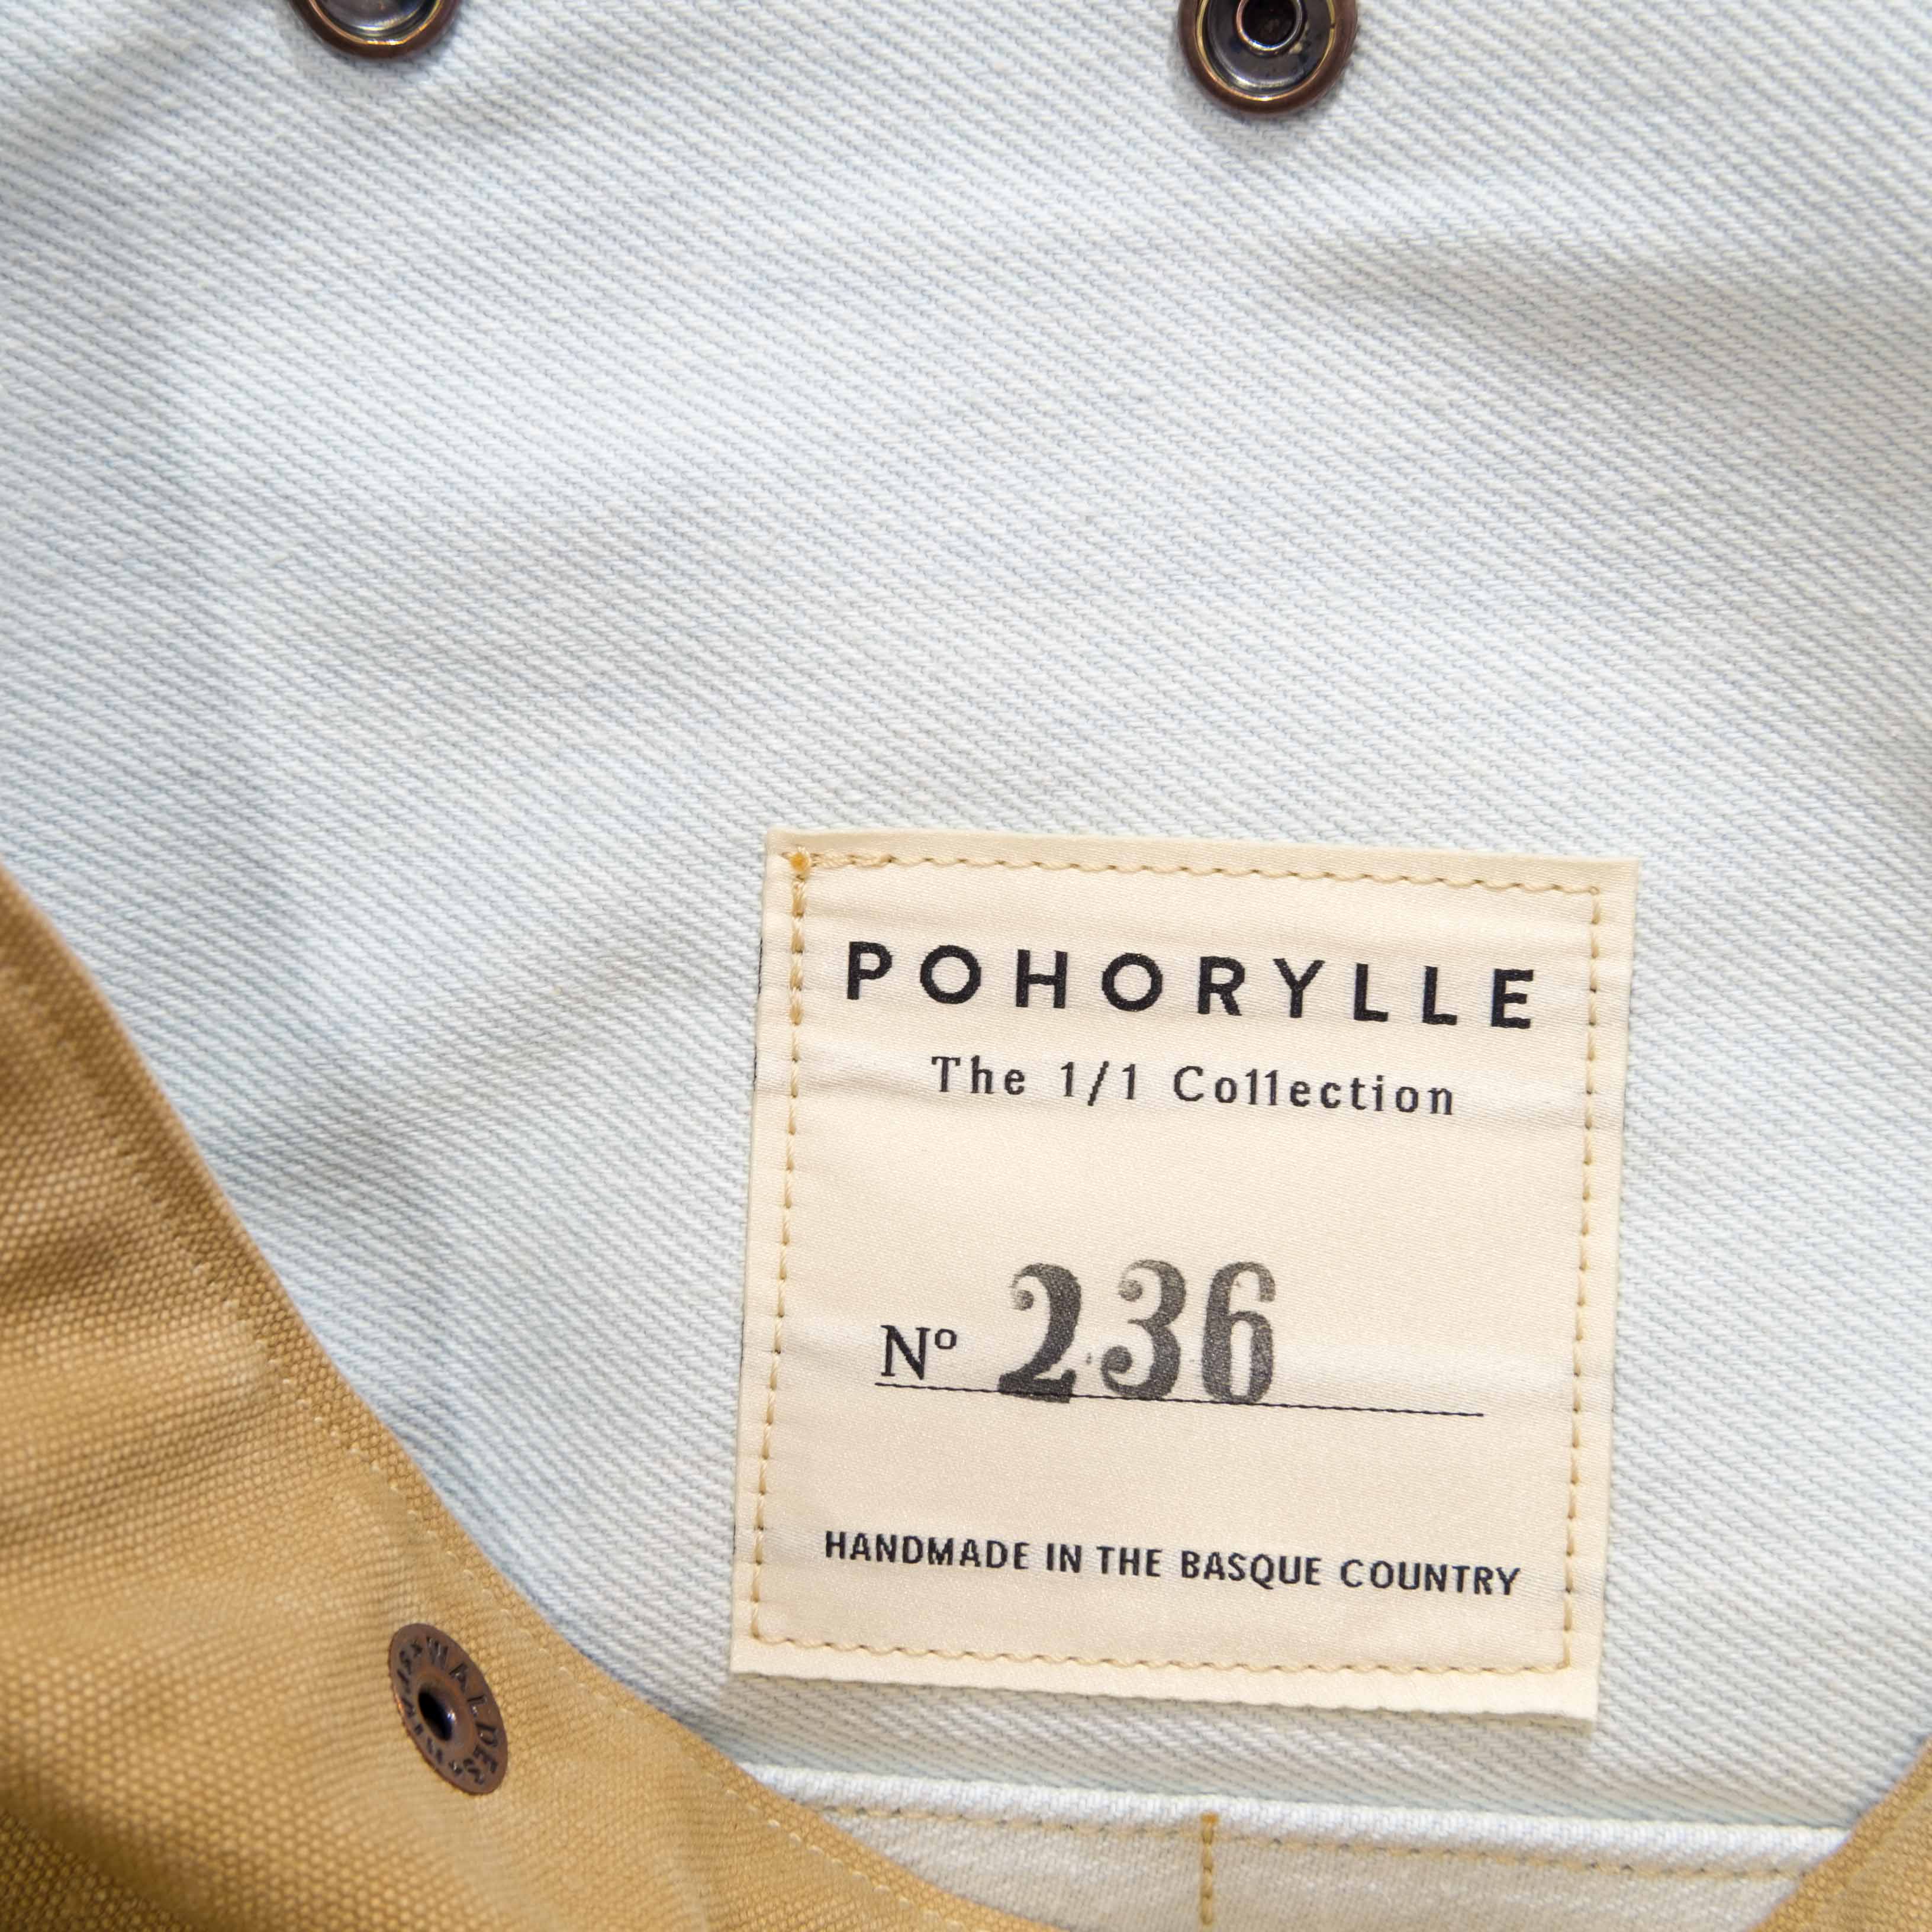 POHORYLLE
The 1/1 Collection
Nº 236
HANDMADE IN THE BASQUE COUNTRY
WALDES